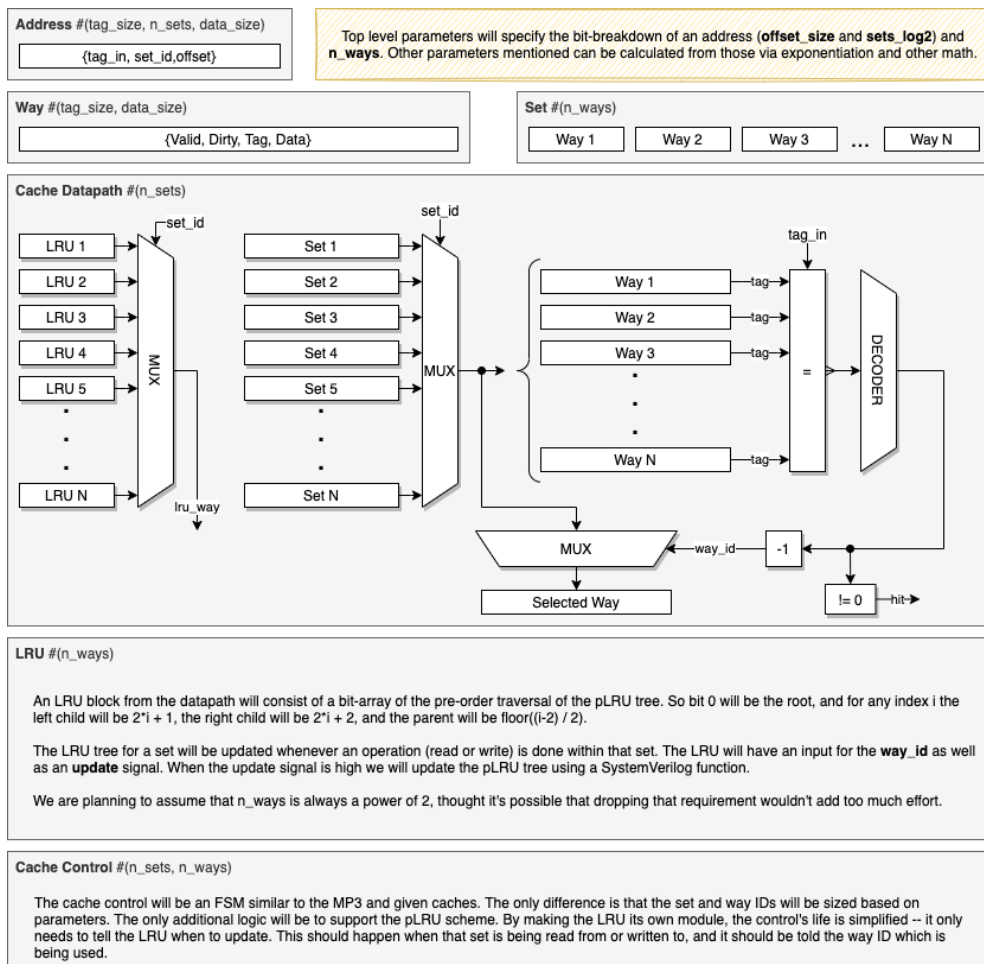 Address #(tag_size, n_sets, data_size)
{tag_in, set_id,offset}
Top level parameters will specify the bit-breakdown of an address (offset_size and sets_log2) and
n_ways. Other parameters mentioned can be calculated from those via exponentiation and other math.
Way #(tag_size, data_size)
{Valid, Dirty, Tag, Data}
Set #(n_ways)
Way 1
Way 2
Way 3
...
Way N
Cache Datapath #(n_sets)
set_id
LRU 1
LRU 2
LRU 3
LRU 4
LRU 5
LRU N
MUX
lru_way
set_id
Set 1
Set 2
Set 3
Set 4
Set 5
Set N
MUX
tag_in
Way 1
tag
Way 2
tag
Way 3
tag
Way N
tag
=
DECODER
MUX
way_id
-1
Selected Way
!= 0
hit
LRU #(n_ways)
An LRU block from the datapath will consist of a bit-array of the pre-order traversal of the pLRU tree. So bit 0 will be the root, and for any index i the
left child will be 2*i + 1, the right child will be 2*i + 2, and the parent will be floor((i-2) / 2).
The LRU tree for a set will be updated whenever an operation (read or write) is done within that set. The LRU will have an input for the way_id as well
as an update signal. When the update signal is high we will update the pLRU tree using a SystemVerilog function.
We are planning to assume that n_ways is always a power of 2, thought it's possible that dropping that requirement wouldn't add too much effort.
Cache Control #(n_sets, n_ways)
The cache control will be an FSM similar to the MP3 and given caches. The only difference is that the set and way IDs will be sized based on
parameters. The only additional logic will be to support the pLRU scheme. By making the LRU its own module, the control's life is simplified -- it only
needs to tell the LRU when to update. This should happen when that set is being read from or written to, and it should be told the way ID which is
being used.